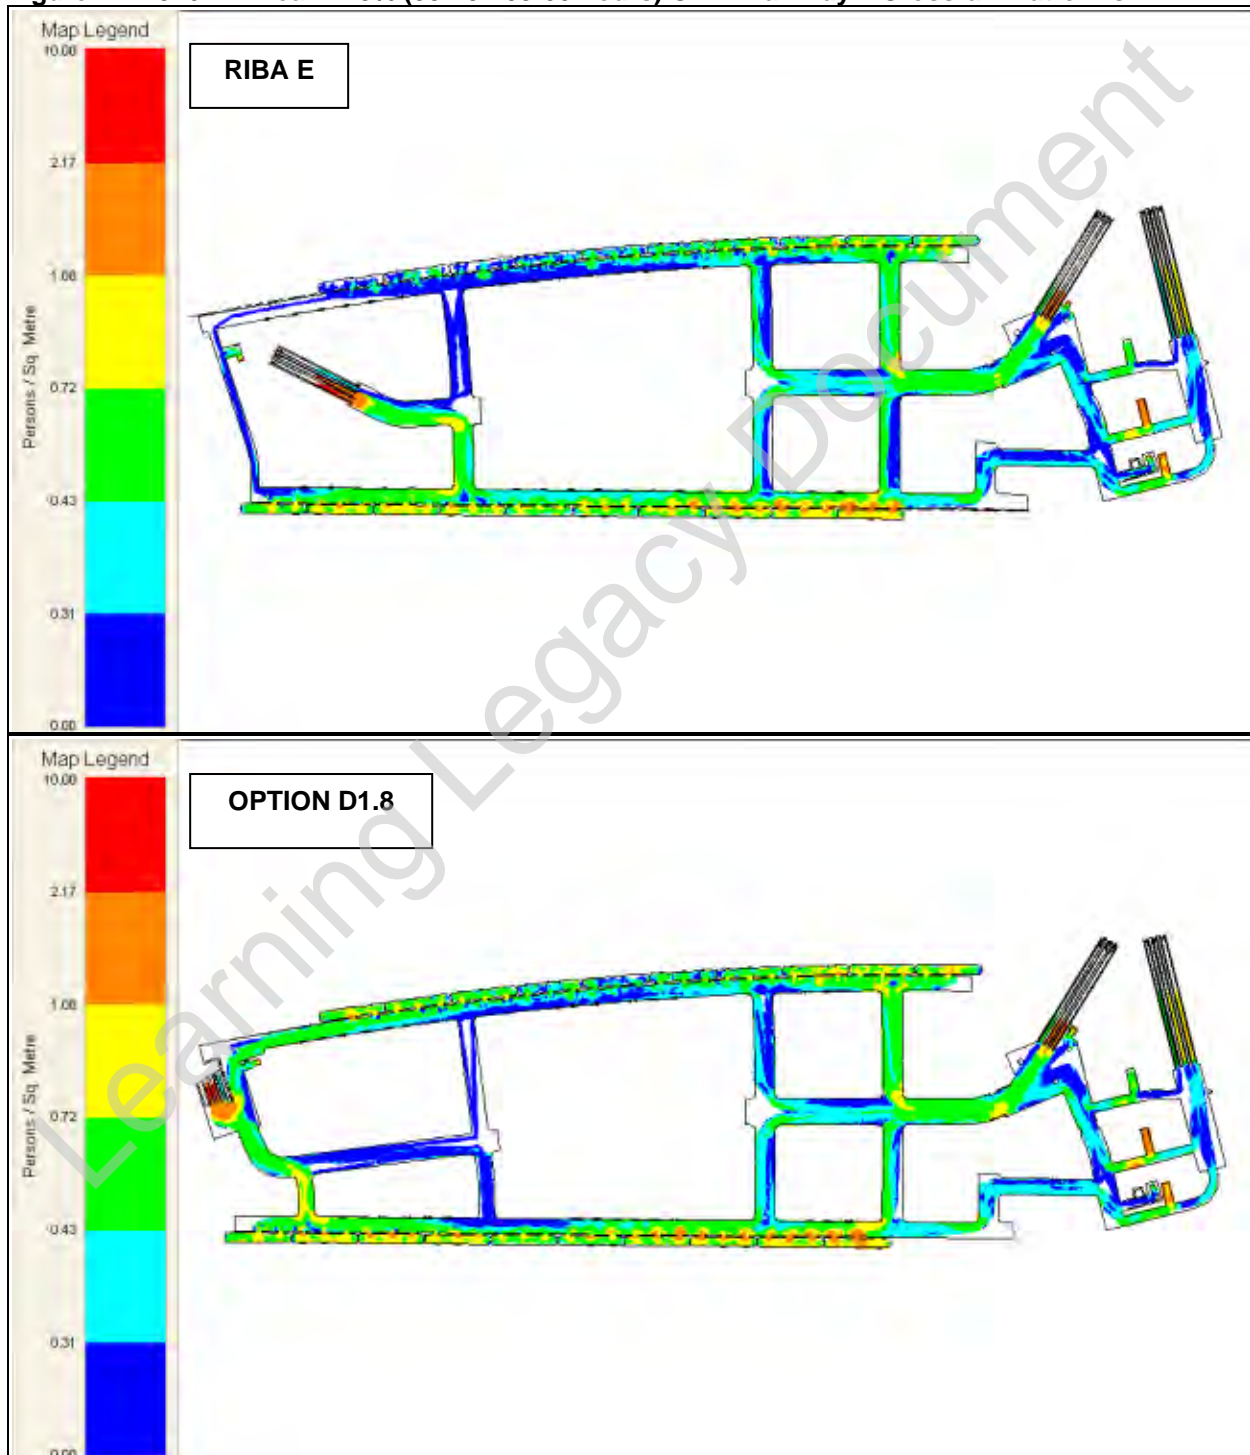 Map Legend
10.00
2.17
1.08
0.72
0.43
0.31
0.00
Persons / Sq. Metre
RIBA E
Map Legend
10.00
2.17
1.08
0.72
0.43
0.31
0.00
Persons / Sq. Metre
OPTION D1.8
Learning Legacy Document